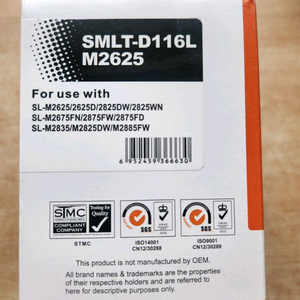 SMLT-D116L
M2625
For use with
SL-M2625/2625D/2825DW/2825WN
SL-M2675FN/2875FW/2875FD
SL-M2835/M2825DW/M2885FW
6 952459 366630
STMC
COMPLIANT
COMPANY
Testing for Quality
SGS
SGS
STMC
ISO14001
CN12/30288
ISO9001
CN12/30289
This product is not manufactured by OEM.
All brand names & trademarks are the properties
of their respective holders and are referred to
here for descriptive purposes only.